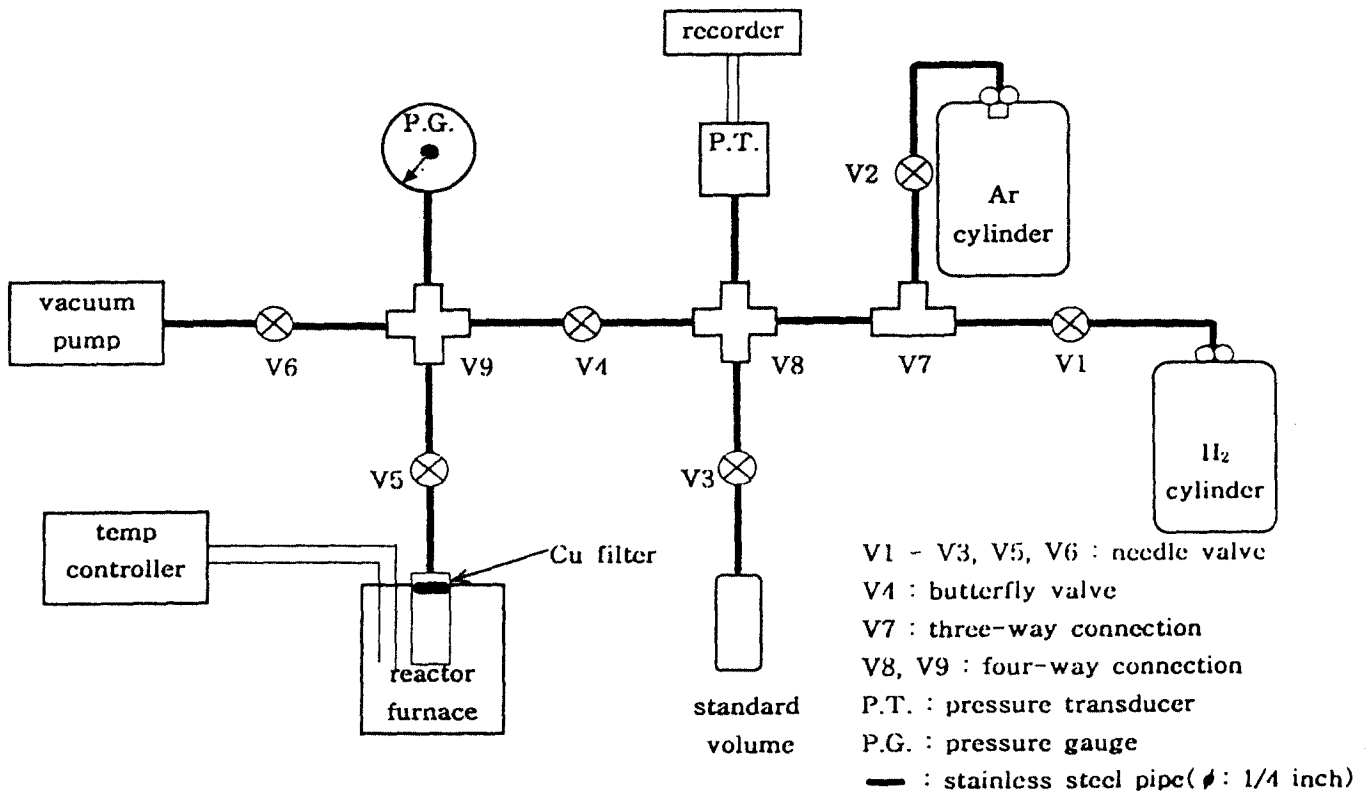 recorder
P.G.
P.T.
V2
Ar
cylinder
vacuum
pump
V6
V9
V4
V8
V7
V1
H₂
cylinder
V5
V3
temp
controller
Cu filter
reactor
furnace
standard
volume
V1 - V3, V5, V6 : needle valve
V4 : butterfly valve
V7 : three-way connection
V8, V9 : four-way connection
P.T. : pressure transducer
P.G. : pressure gauge
: stainless steel pipe(ϕ: 1/4 inch)